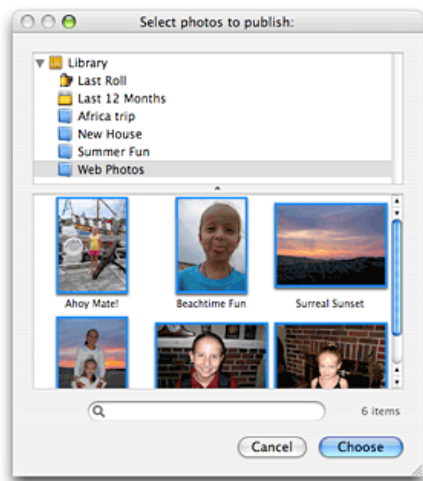 Select photos to publish:
Library
Last Roll
Last 12 Months
Africa trip
New House
Summer Fun
Web Photos
Ahoy Mate!
Beachtime Fun
Surreal Sunset
6 items
Cancel
Choose